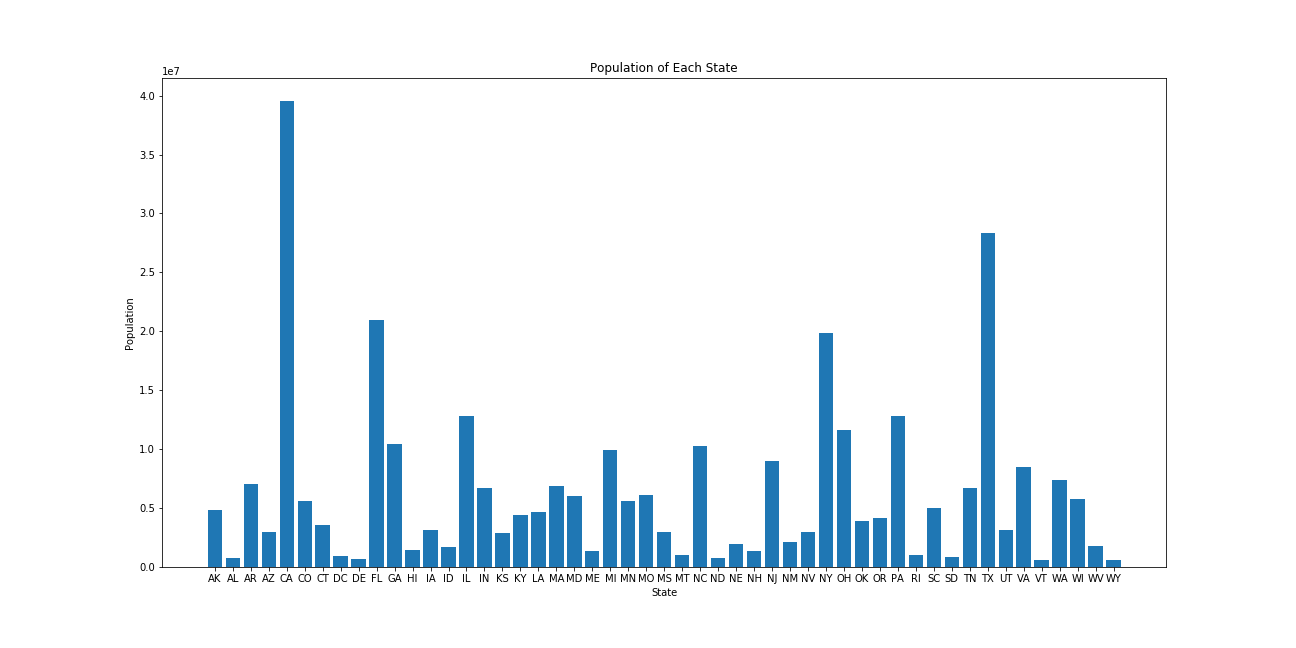 Population of Each State
1e7
4.0
3.5
3.0
2.5
2.0
1.5
1.0
0.5
0.0
Population
AK AL AR AZ CA CO CT DC DE FL GA HI IA ID IL IN KS KY LA MA MD ME MI MN MO MS MT NC ND NE NH NJ NM NV NY OH OK OR PA RI SC SD TN TX UT VA VT WA WI WV WY
State